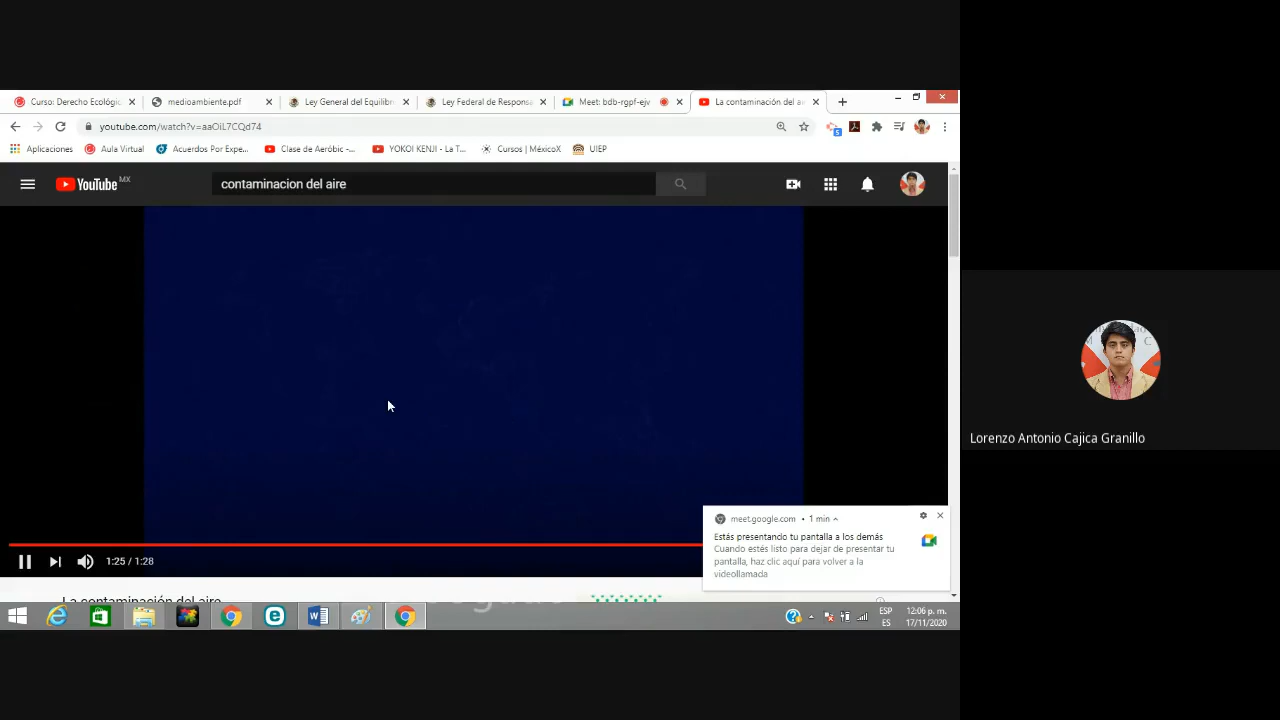 Curso: Derecho Ecológic
medioambiente.pdf
Ley General del Equilibr
Ley Federal de Respons
Meet: bdb-rgpf-ejv
La contaminación del ai
youtube.com/watch?v=aaOiL7CQd74
5
Aplicaciones
Aula Virtual
Acuerdos Por Expe...
Clase de Aeróbic -...
YOKOI KENJI - La T...
Cursos | MéxicoX
UIEP
YouTube MX
contaminacion del aire
meet.google.com • 1 min
Estás presentando tu pantalla a los demás
Cuando estés listo para dejar de presentar tu
pantalla, haz clic aquí para volver a la
videollamada
1:25 / 1:28
La contaminación del aire
ESP
ES
12:06 p. m.
17/11/2020
Lorenzo Antonio Cajica Granillo